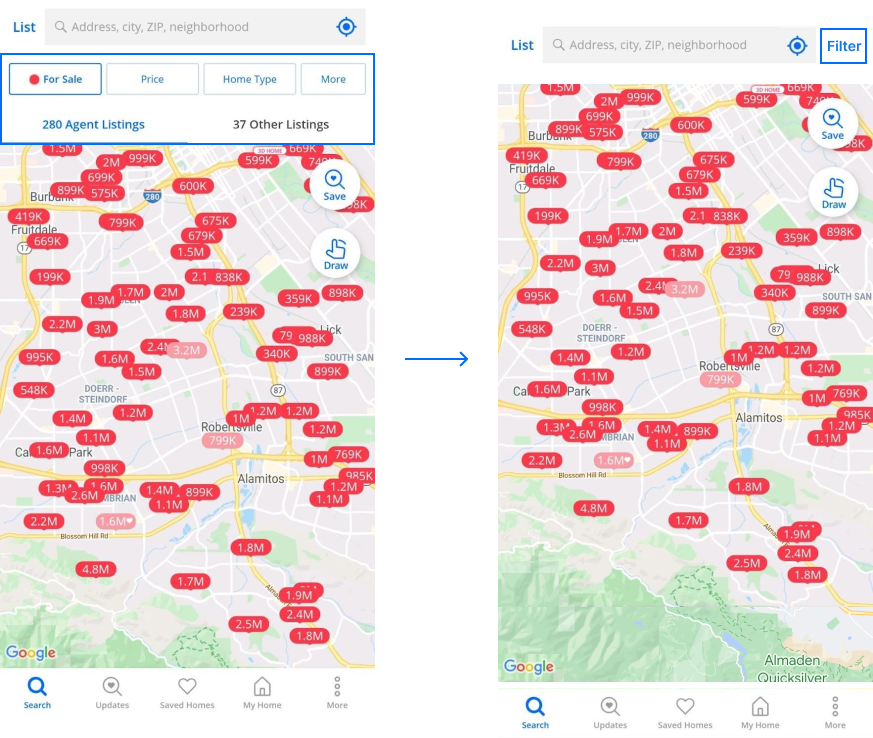 List
Address, city, ZIP, neighborhood
For Sale
Price
Home Type
More
280 Agent Listings
37 Other Listings
1.5M
2M
999K
3D HOME
669K
599K
699K
899K
575K
600K
Burbank
280
Save
419K
799K
675K
Fruitdale
669K
679K
17
1.5M
Draw
199K
2.1
838K
1.7M
2M
1.9M
359K
898K
2.2M
3M
1.8M
239K
79
988K
Lick
995K
1.6M
2.4M
3.2M
340K
SOUTH SAN
1.5M
899K
548K
DOERR -
STEINDORF
87
1.4M
1.2M
1M
1.2M
1.2M
Robertsville
799K
1.2M
1.1M
1.6M
Park
998K
1M
769K
985K
Alamitos
1.3M
1.6M
2.6M
1.4M
899K
1.1M
1.2M
1.1M
2.2M
1.6M
Blossom Hill Rd
4.8M
1.8M
1.7M
1.9M
2.4M
2.5M
1.8M
Google
Search
Updates
Saved Homes
My Home
More
List
Address, city, ZIP, neighborhood
Filter
1.5M
2M
999K
3D HOME
669K
599K
699K
899K
575K
600K
280
Save
419K
799K
675K
Fruitdale
669K
679K
17
1.5M
Draw
199K
2.1
838K
1.7M
2M
1.9M
359K
898K
1.8M
239K
2.2M
3M
79
988K
Lick
995K
1.6M
2.4M
3.2M
340K
SOUTH SAN
1.5M
899K
548K
DOERR -
STEINDORF
87
1.4M
1.2M
1M
1.2M
1.2M
Robertsville
799K
1.2M
1.1M
1.6M
Park
998K
1M
769K
985K
Alamitos
1.3M
1.6M
2.6M
1.4M
899K
1.1M
1.2M
1.1M
2.2M
1.6M
Blossom Hill Rd
4.8M
1.8M
1.7M
1.9M
2.4M
2.5M
1.8M
Almaden
Quicksilver
Google
Search
Updates
Saved Homes
My Home
More